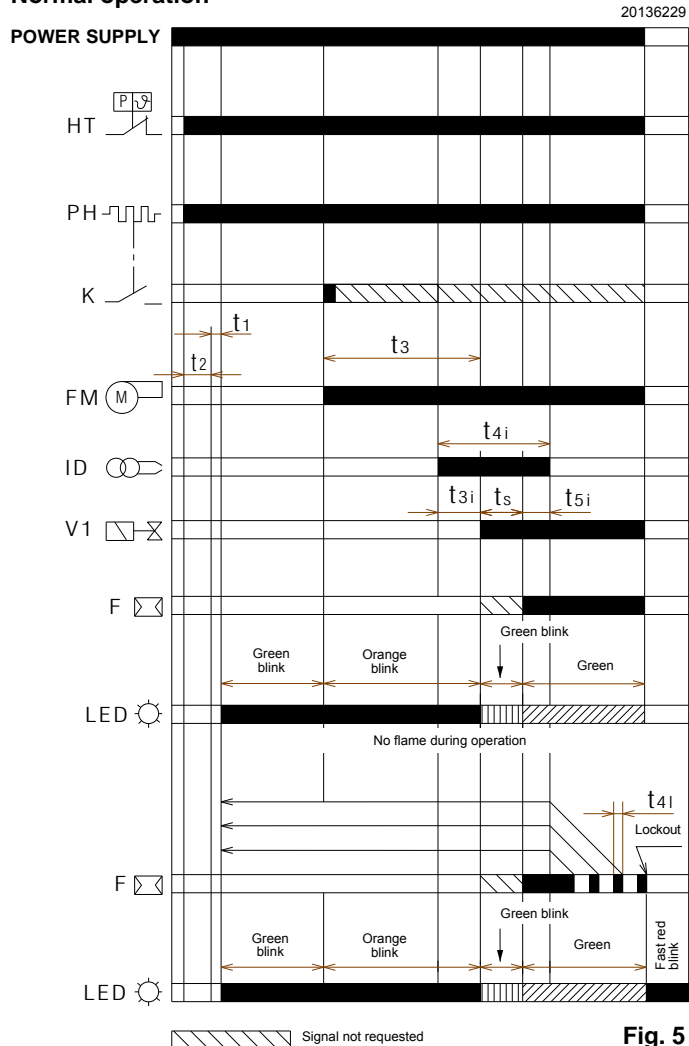 Normal operation
20136229
POWER SUPPLY
P ϑ
HT
PH
K
t1
t2
t3
FM M
t4i
ID
t3i ts t5i
V1
F
Green blink
Green
blink
Orange
blink
Green
LED
No flame during operation
t4l
Lockout
F
Green blink
Green
blink
Orange
blink
Green
Fast red
blink
LED
Signal not requested
Fig. 5